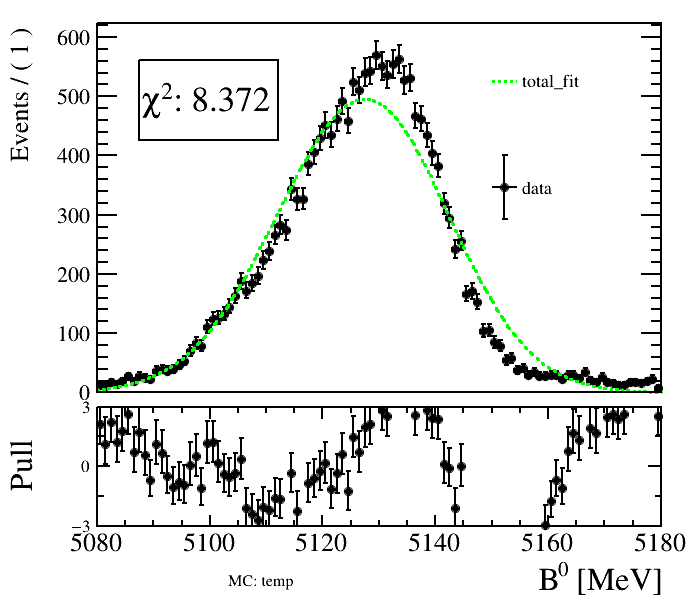 Events / ( 1 )
600
500
400
300
200
100
0
χ²: 8.372
total_fit
data
Pull
3
0
−3
5080 5100 5120 5140 5160 5180
MC: temp
B⁰ [MeV]